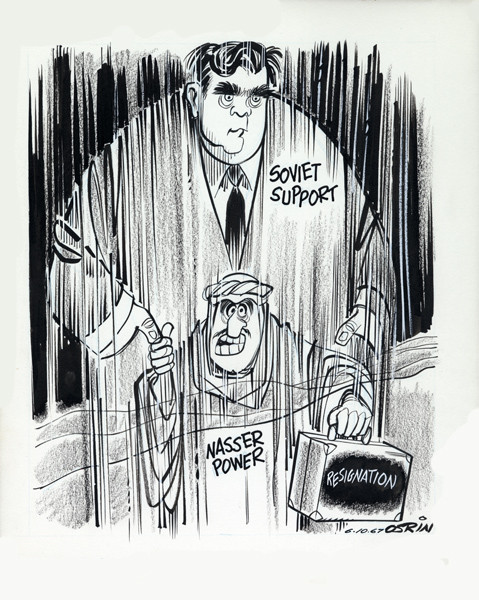 SOVIET
SUPPORT
NASSER
POWER
RESIGNATION
6-10-67 OSRIN